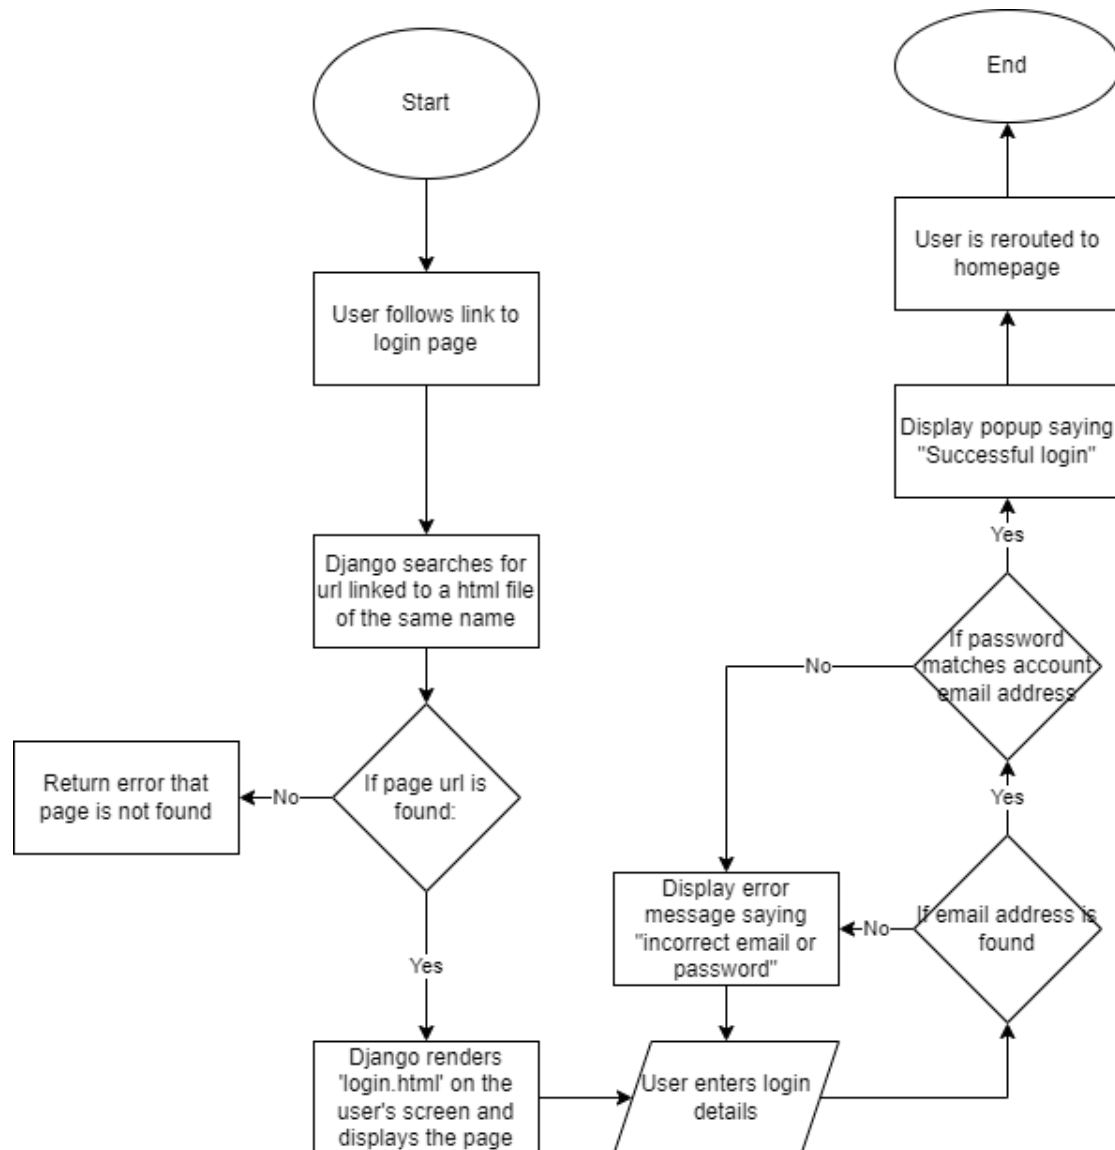 Start
User follows link to
login page
Django searches for
url linked to a html file
of the same name
If page url is
found:
No
Return error that
page is not found
Yes
Django renders
'login.html' on the
user's screen and
displays the page
User enters login
details
If email address is
found
No
Display error
message saying
"incorrect email or
password"
Yes
If password
matches account
email address
No
Yes
Display popup saying
"Successful login"
User is rerouted to
homepage
End